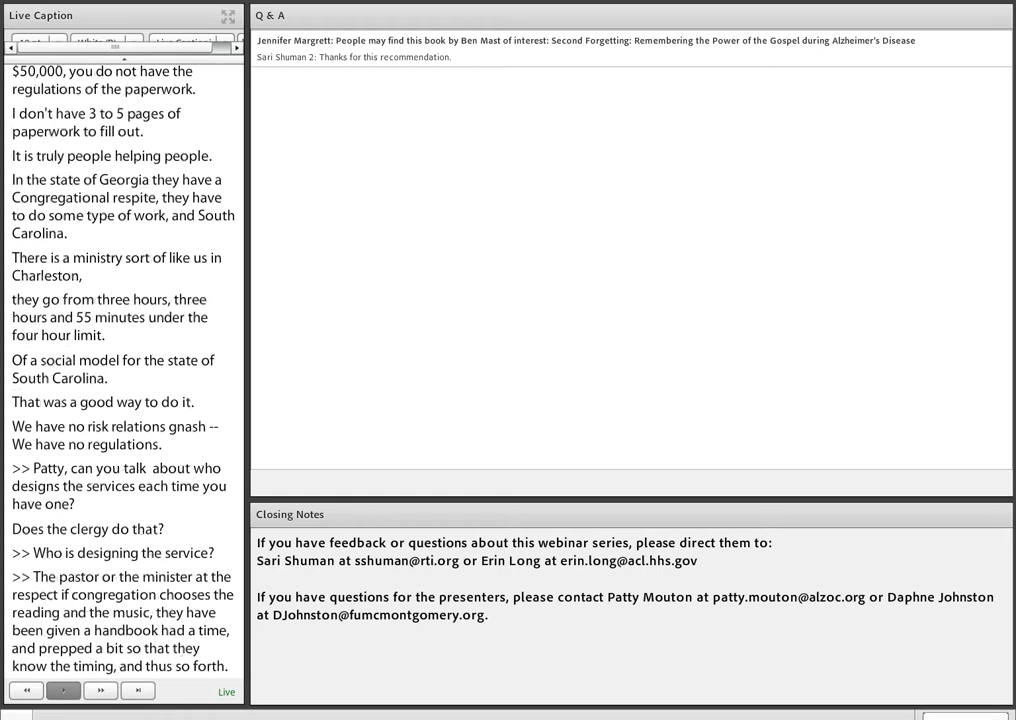 Live Caption
$50,000, you do not have the
regulations of the paperwork.
I don't have 3 to 5 pages of
paperwork to fill out.
It is truly people helping people.
In the state of Georgia they have a
Congregational respite, they have
to do some type of work, and South
Carolina.
There is a ministry sort of like us in
Charleston,
they go from three hours, three
hours and 55 minutes under the
four hour limit.
Of a social model for the state of
South Carolina.
That was a good way to do it.
We have no risk relations gnash --
We have no regulations.
>> Patty, can you talk  about who
designs the services each time you
have one?
Does the clergy do that?
>> Who is designing the service?
>> The pastor or the minister at the
respect if congregation chooses the
reading and the music, they have
been given a handbook had a time,
and prepped a bit so that they
know the timing, and thus so forth.
Live
Q & A
Jennifer Margrett: People may find this book by Ben Mast of interest: Second Forgetting: Remembering the Power of the Gospel during Alzheimer's Disease
Sari Shuman 2: Thanks for this recommendation.
Closing Notes
If you have feedback or questions about this webinar series, please direct them to:
Sari Shuman at sshuman@rti.org or Erin Long at erin.long@acl.hhs.gov
If you have questions for the presenters, please contact Patty Mouton at patty.mouton@alzoc.org or Daphne Johnston
at DJohnston@fumcmontgomery.org.